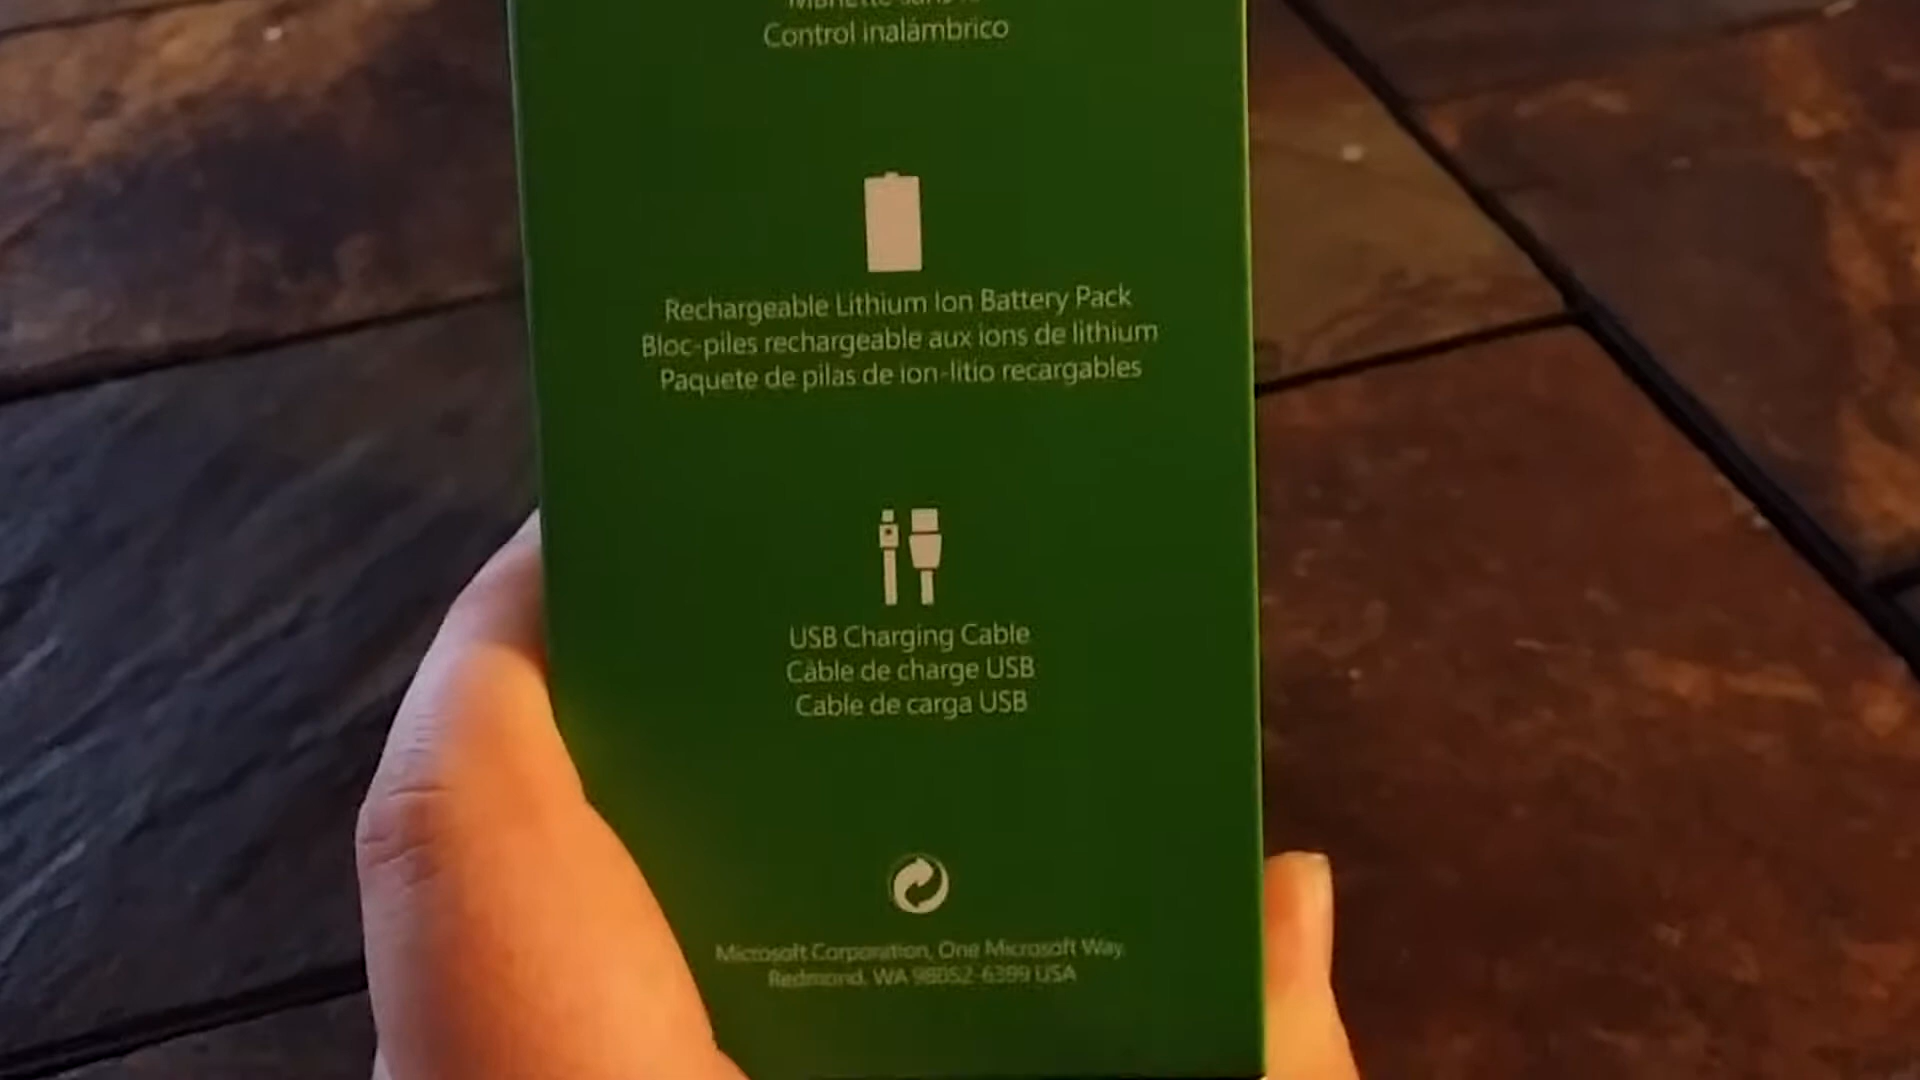 Control inalámbrico
Rechargeable Lithium Ion Battery Pack
Bloc-piles rechargeable aux ions de lithium
Paquete de pilas de ion-litio recargables
USB Charging Cable
Câble de charge USB
Cable de carga USB
Microsoft Corporation, One Microsoft Way,
Redmond, WA 98052-6399 USA